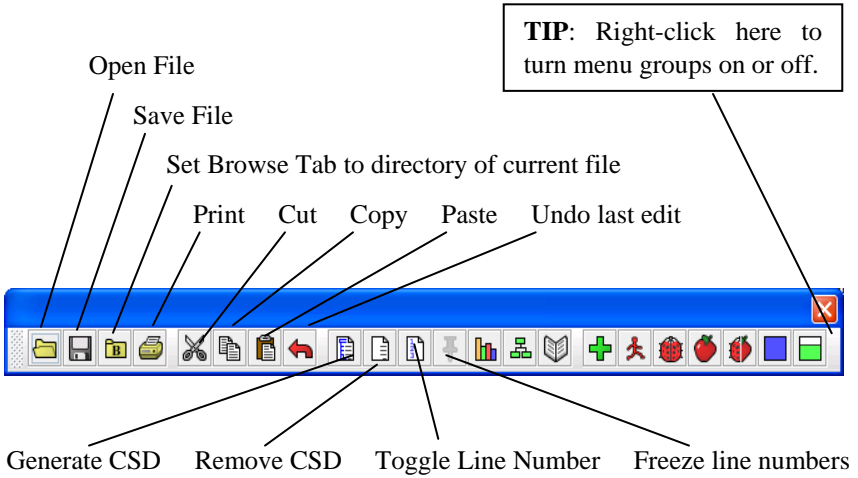 TIP: Right-click here to
turn menu groups on or off.
Open File
Save File
Set Browse Tab to directory of current file
Print Cut Copy Paste Undo last edit
B
Generate CSD Remove CSD Toggle Line Number Freeze line numbers